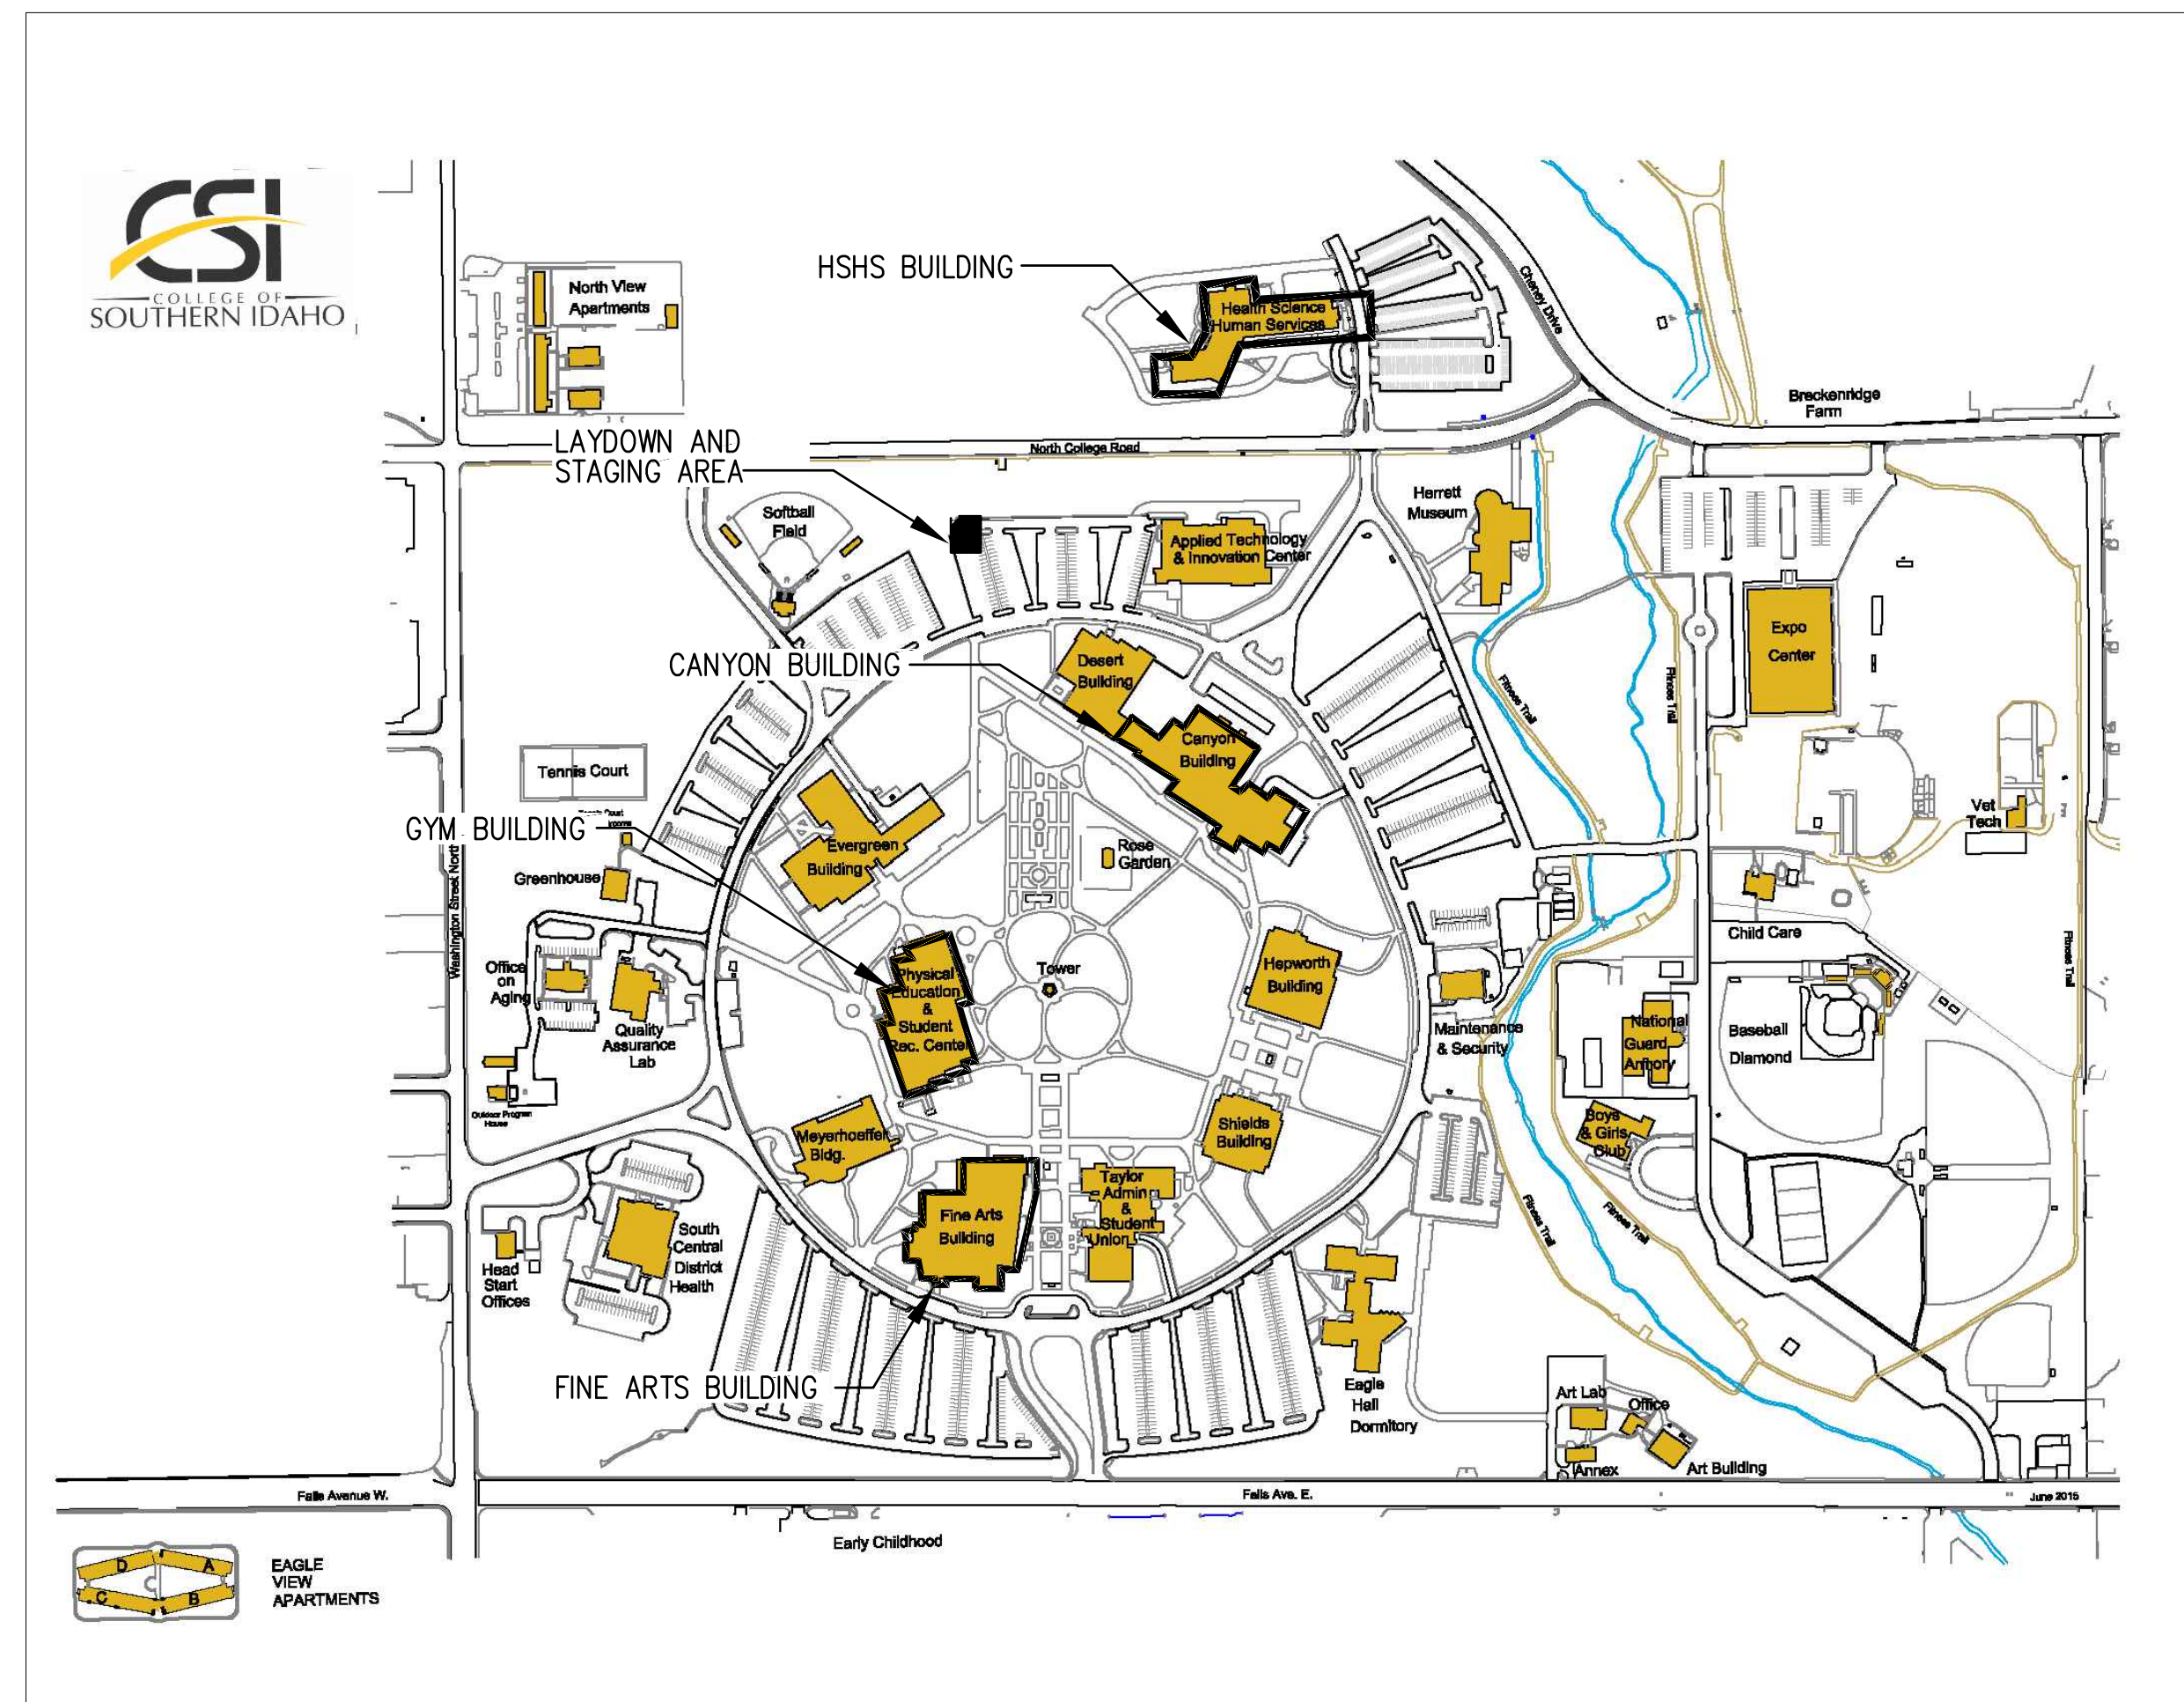 CSI
COLLEGE OF
SOUTHERN IDAHO
North View
Apartments
HSHS BUILDING
Health Science
Human Services
Cheney Drive
Breckenridge
Farm
LAYDOWN AND
STAGING AREA
North College Road
Softball
Field
Applied Technology
& Innovation Center
Herrett
Museum
Expo
Center
CANYON BUILDING
Desert
Building
Canyon
Building
Fitness Trail
Fitness Trail
Tennis Court
Tennis Court
GYM BUILDING
Washington Street North
Greenhouse
Evergreen
Building
Rose
Garden
Vet
Tech
Child Care
Fitness Trail
Office
on
Aging
Quality
Assurance
Lab
Physical
Education
&
Student
Rec. Center
Tower
Hepworth
Building
Maintenance
& Security
National
Guard
Armory
Baseball
Diamond
Outdoor Program
House
Meyerhoeffer
Bldg.
Shields
Building
Boys
& Girls
Club
Fine Arts
Building
Taylor
Admin
&
Student
Union
Fitness Trail
Fitness Trail
Head
Start
Offices
South
Central
District
Health
FINE ARTS BUILDING
Eagle
Hall
Dormitory
Art Lab
Office
Annex
Art Building
Falls Avenue W.
Falls Ave. E.
June 2015
Early Childhood
D
A
C
B
EAGLE
VIEW
APARTMENTS